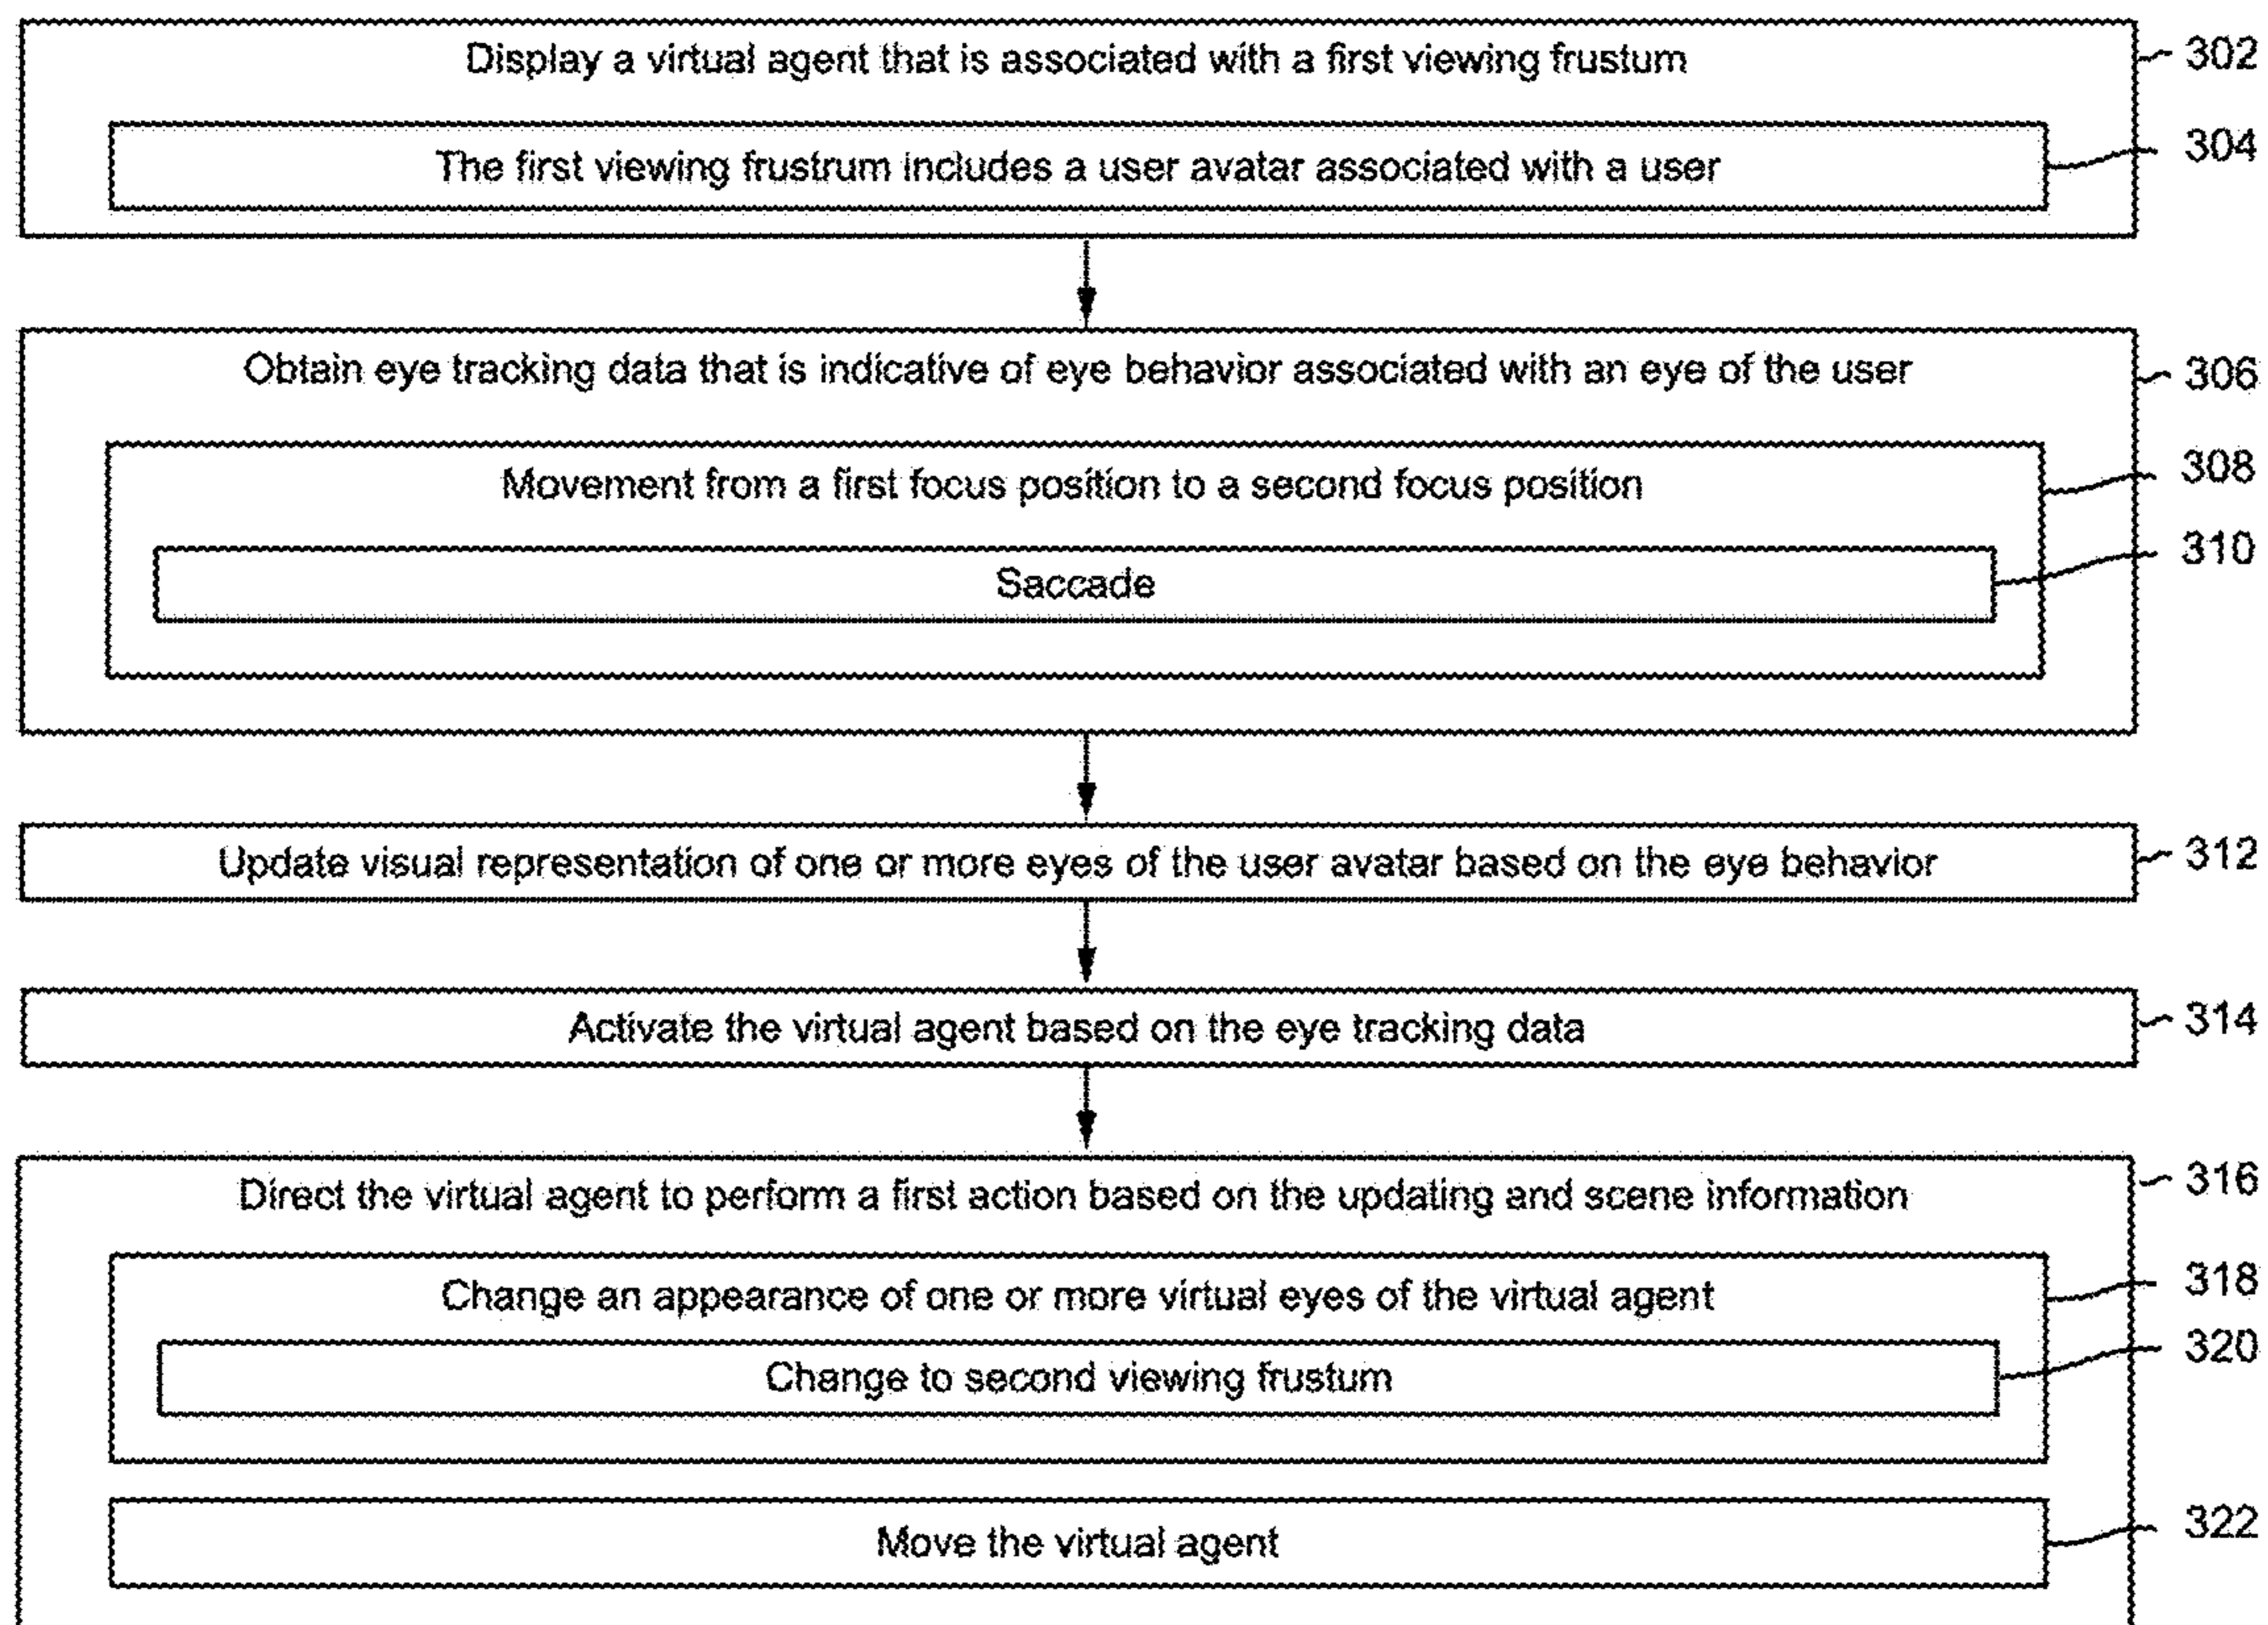 Display a virtual agent that is associated with a first viewing frustum
302
The first viewing frustrum includes a user avatar associated with a user
304
Obtain eye tracking data that is indicative of eye behavior associated with an eye of the user
306
Movement from a first focus position to a second focus position
308
Saccade
310
Update visual representation of one or more eyes of the user avatar based on the eye behavior
312
Activate the virtual agent based on the eye tracking data
314
Direct the virtual agent to perform a first action based on the updating and scene information
316
Change an appearance of one or more virtual eyes of the virtual agent
318
Change to second viewing frustum
320
Move the virtual agent
322